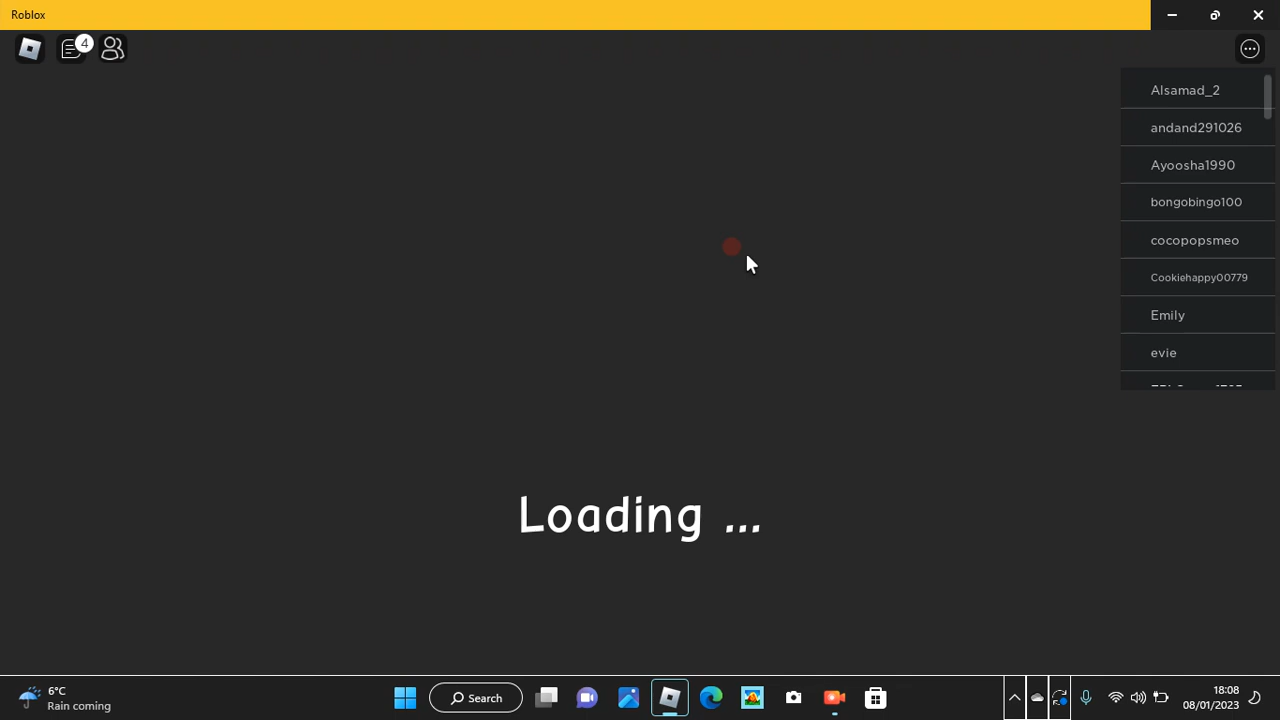 Roblox
4
Alsamad_2
andand291026
Ayoosha1990
bongobingo100
cocopopsmeo
Cookiehappy00779
Emily
evie
Loading ...
6°C
Rain coming
Search
18:08
08/01/2023